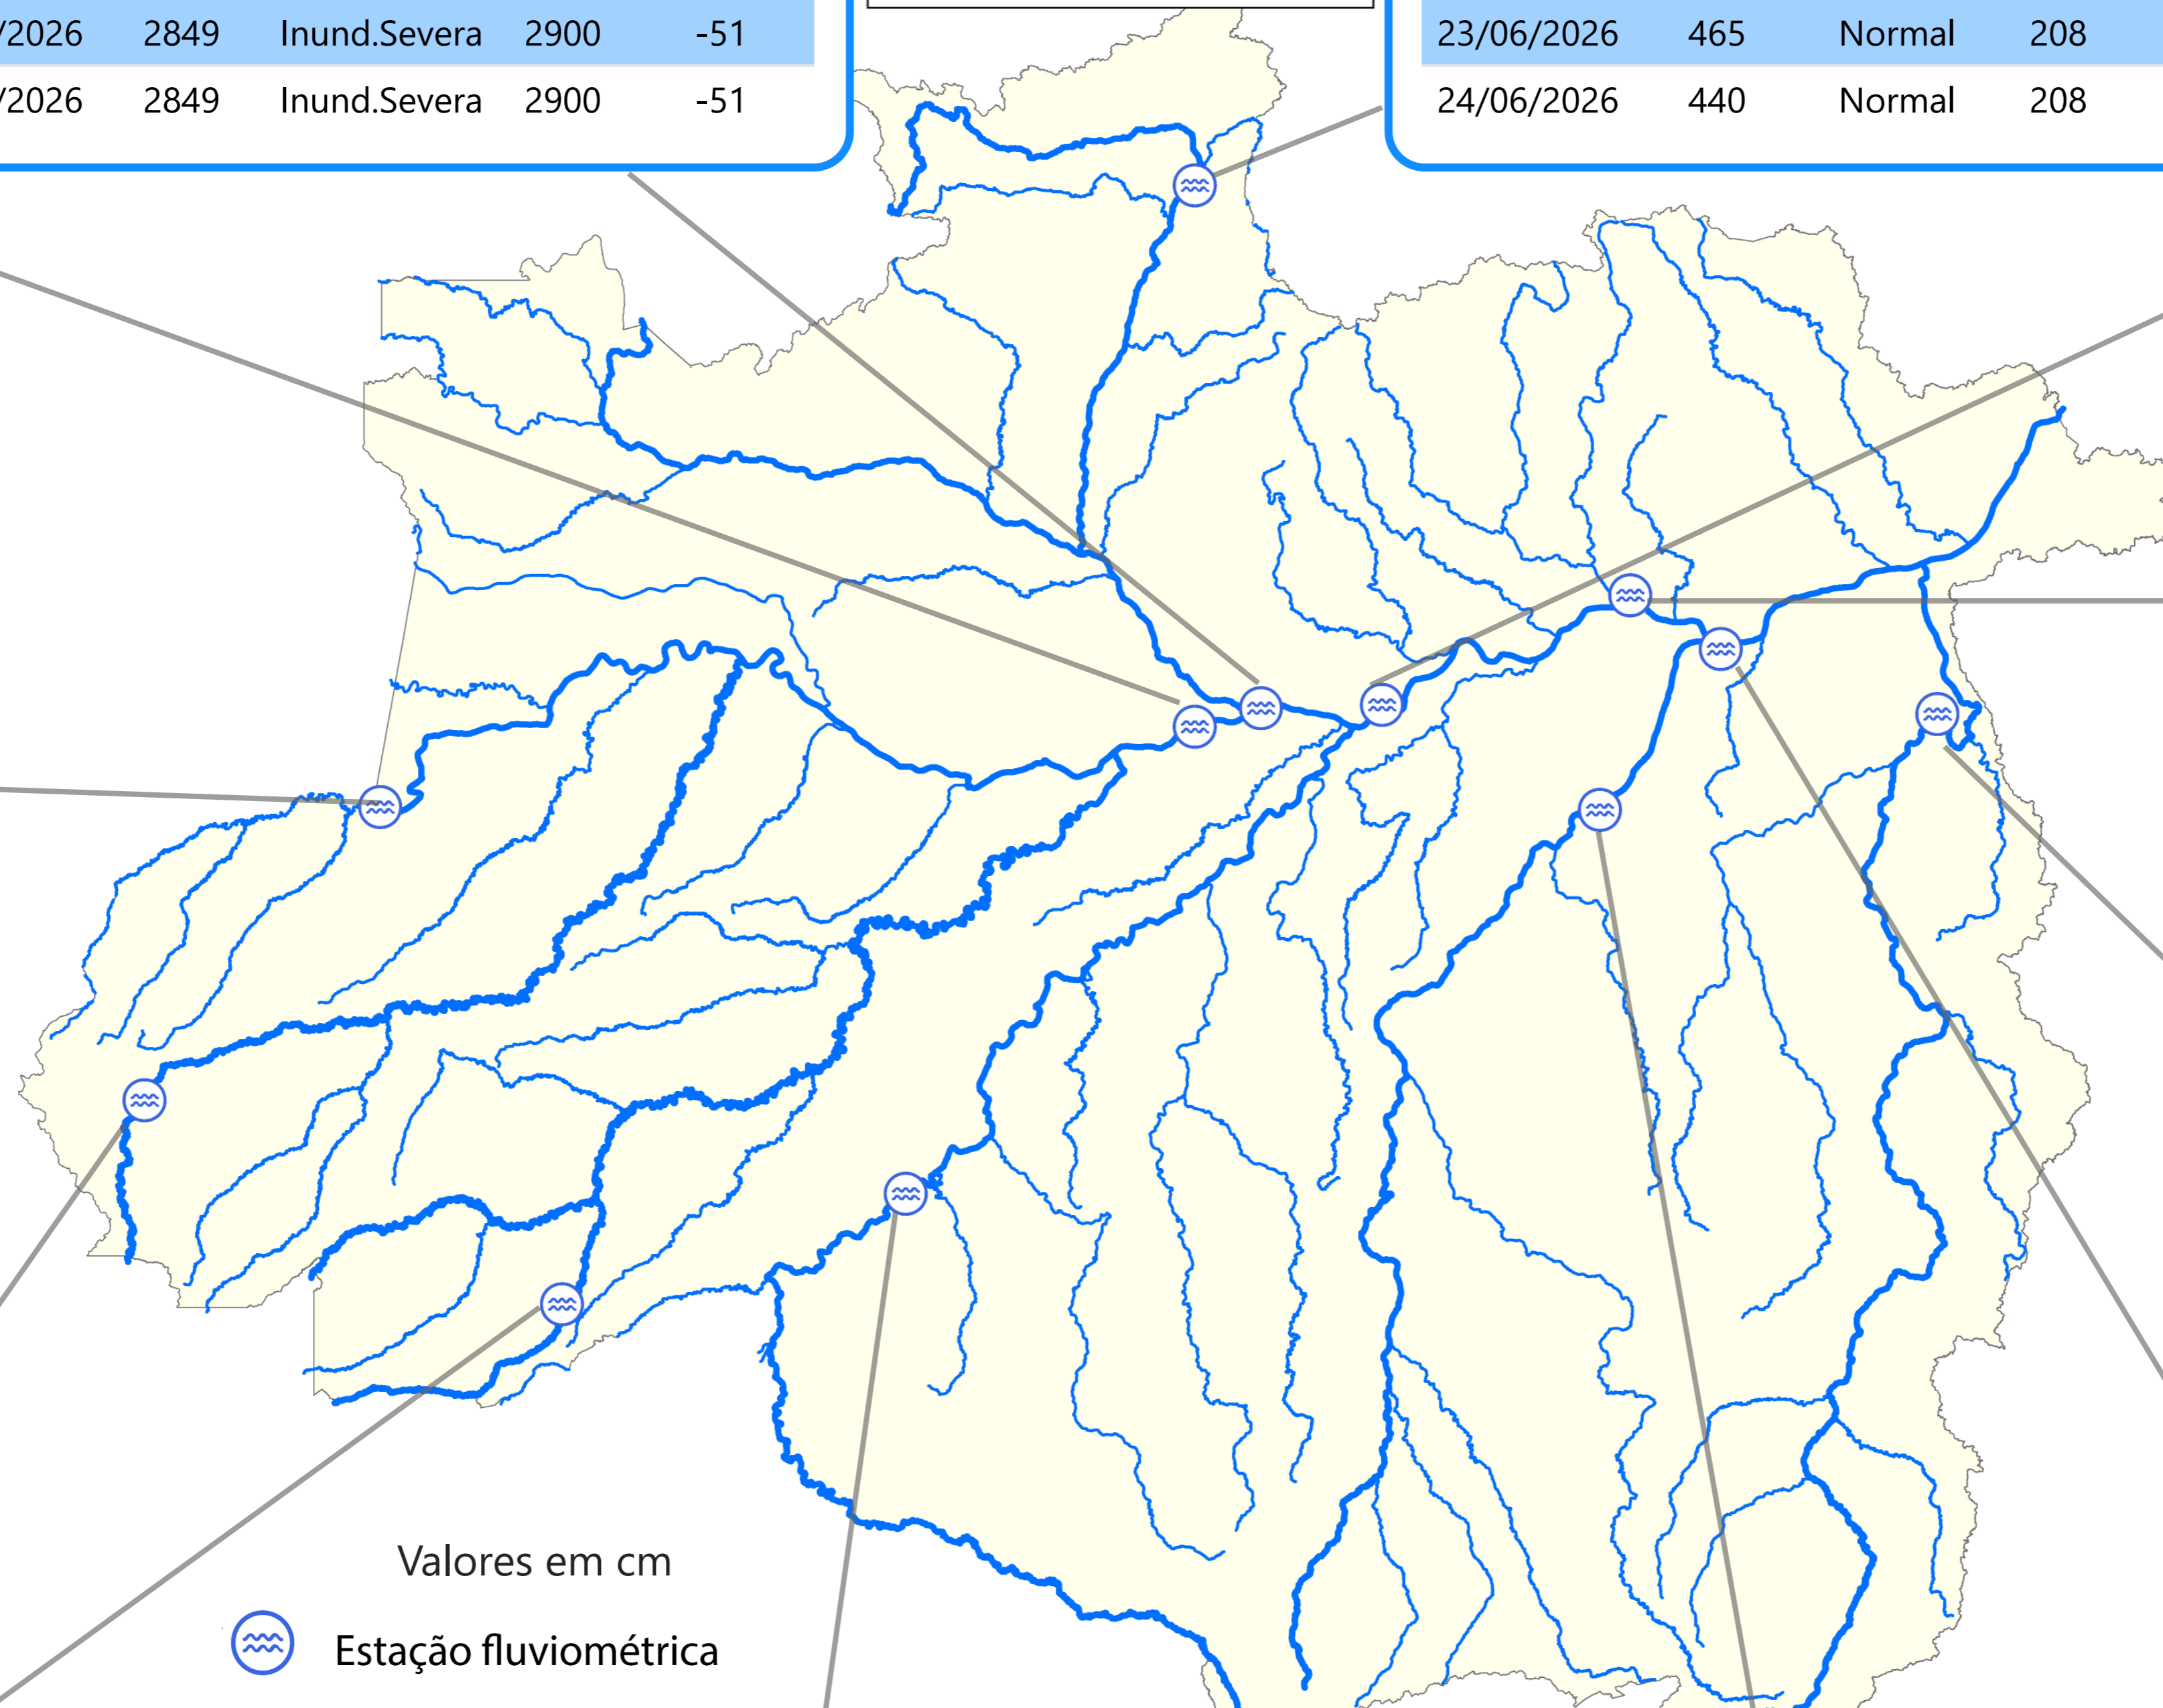 /2026 2849 Inund.Severa 2900 -51
/2026 2849 Inund.Severa 2900 -51
23/06/2026 465 Normal 208
24/06/2026 440 Normal 208
Valores em cm
Estação fluviométrica